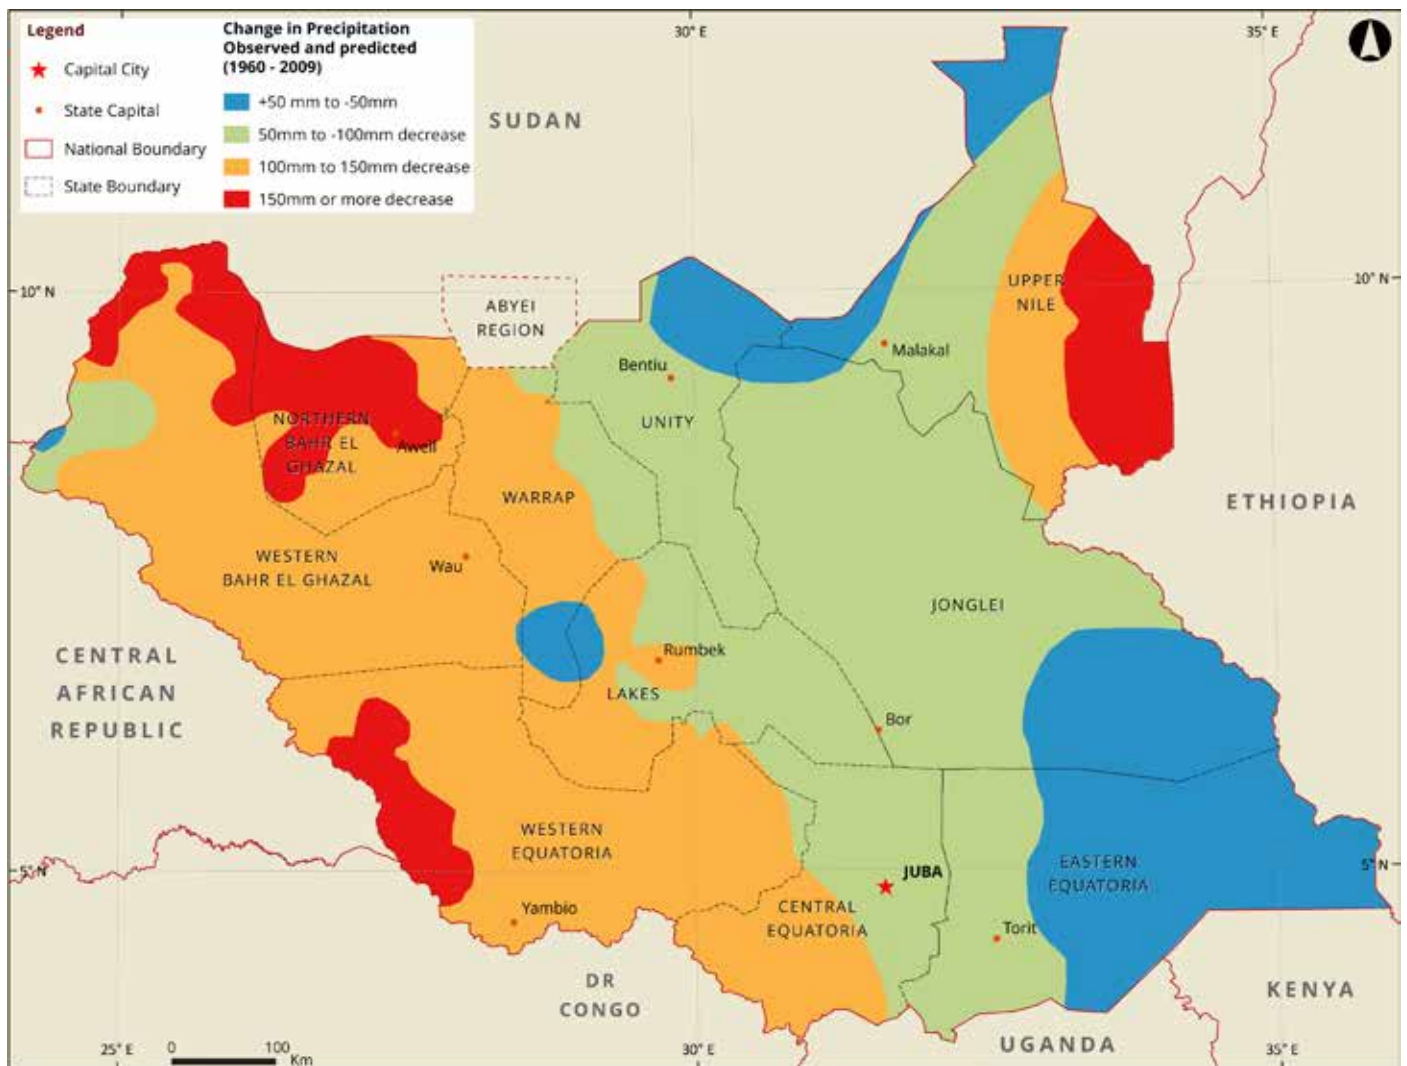 Legend
Capital City
State Capital
National Boundary
State Boundary
Change in Precipitation
Observed and predicted
(1960 - 2009)
+50 mm to -50mm
50mm to -100mm decrease
100mm to 150mm decrease
150mm or more decrease
30° E
35° E
SUDAN
10° N
10° N
ABYEI
REGION
UPPER
NILE
Malakal
Bentiu
UNITY
NORTHERN
BAHR EL
GHAZAL
Aweil
WARRAP
ETHIOPIA
WESTERN
BAHR EL GHAZAL
Wau
JONGLEI
CENTRAL
AFRICAN
REPUBLIC
Rumbek
LAKES
Bor
WESTERN
EQUATORIA
5° N
5° N
JUBA
EASTERN
EQUATORIA
Yambio
CENTRAL
EQUATORIA
Torit
DR
CONGO
KENYA
UGANDA
25° E
0
100
Km
30° E
35° E